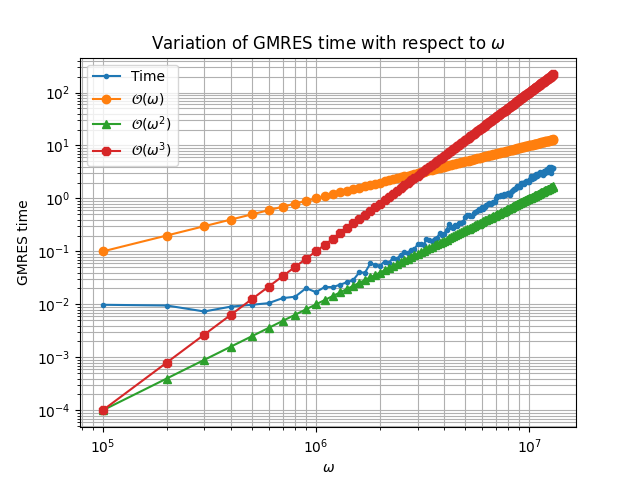 Variation of GMRES time with respect to ω
Time
𝒪(ω)
𝒪(ω²)
𝒪(ω³)
GMRES time
10²
10¹
10⁰
10⁻¹
10⁻²
10⁻³
10⁻⁴
10⁵ 10⁶ 10⁷
ω